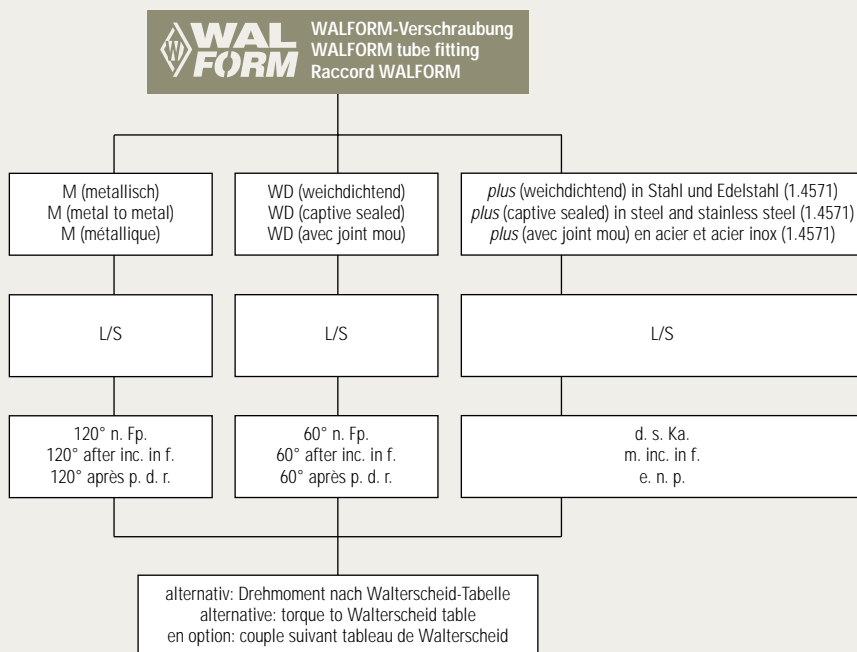 WAL
FORM
WALFORM-Verschraubung
WALFORM tube fitting
Raccord WALFORM
M (metallisch)
M (metal to metal)
M (métallique)
WD (weichdichtend)
WD (captive sealed)
WD (avec joint mou)
plus (weichdichtend) in Stahl und Edelstahl (1.4571)
plus (captive sealed) in steel and stainless steel (1.4571)
plus (avec joint mou) en acier et acier inox (1.4571)
L/S
L/S
L/S
120° n. Fp.
120° after inc. in f.
120° après p. d. r.
60° n. Fp.
60° after inc. in f.
60° après p. d. r.
d. s. Ka.
m. inc. in f.
e. n. p.
alternativ: Drehmoment nach Walterscheid-Tabelle
alternative: torque to Walterscheid table
en option: couple suivant tableau de Walterscheid